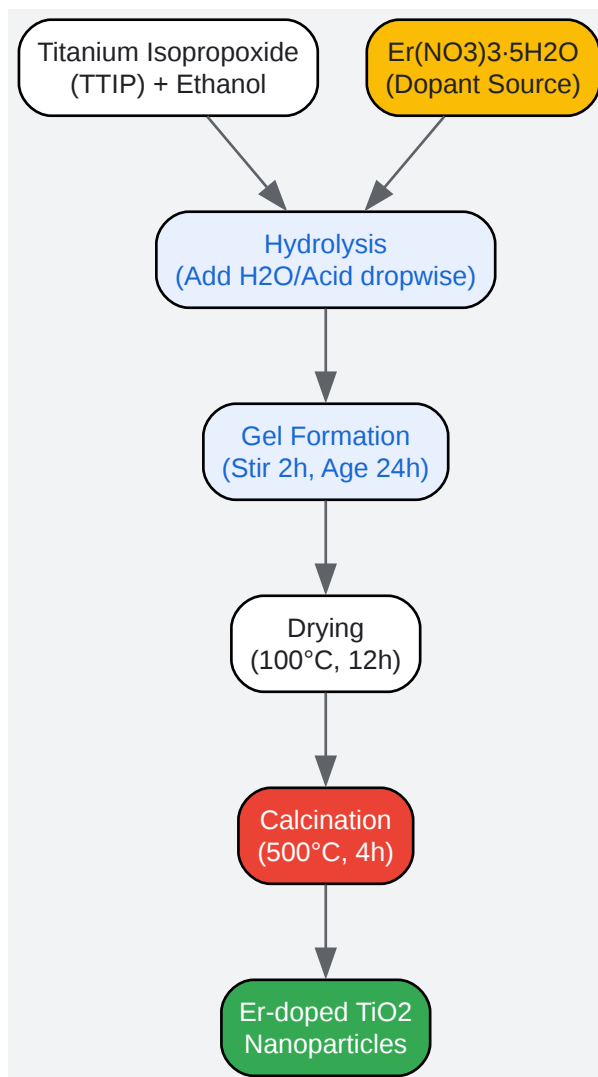 Titanium Isopropoxide
(TTIP) + Ethanol
Er(NO3)3·5H2O
(Dopant Source)
Hydrolysis
(Add H2O/Acid dropwise)
Gel Formation
(Stir 2h, Age 24h)
Drying
(100°C, 12h)
Calcination
(500°C, 4h)
Er-doped TiO2
Nanoparticles